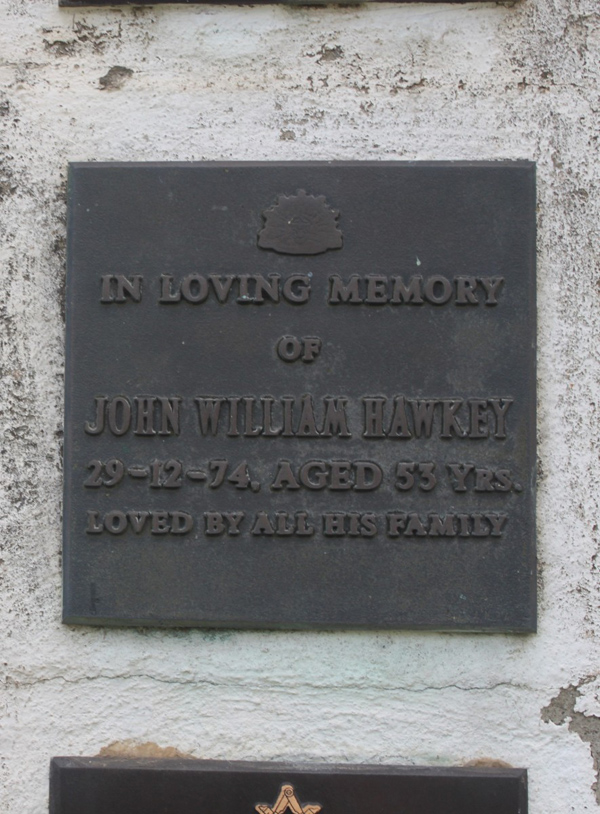 IN LOVING MEMORY
OF
JOHN WILLIAM HAWKEY
29-12-74. AGED 53 YRS.
LOVED BY ALL HIS FAMILY